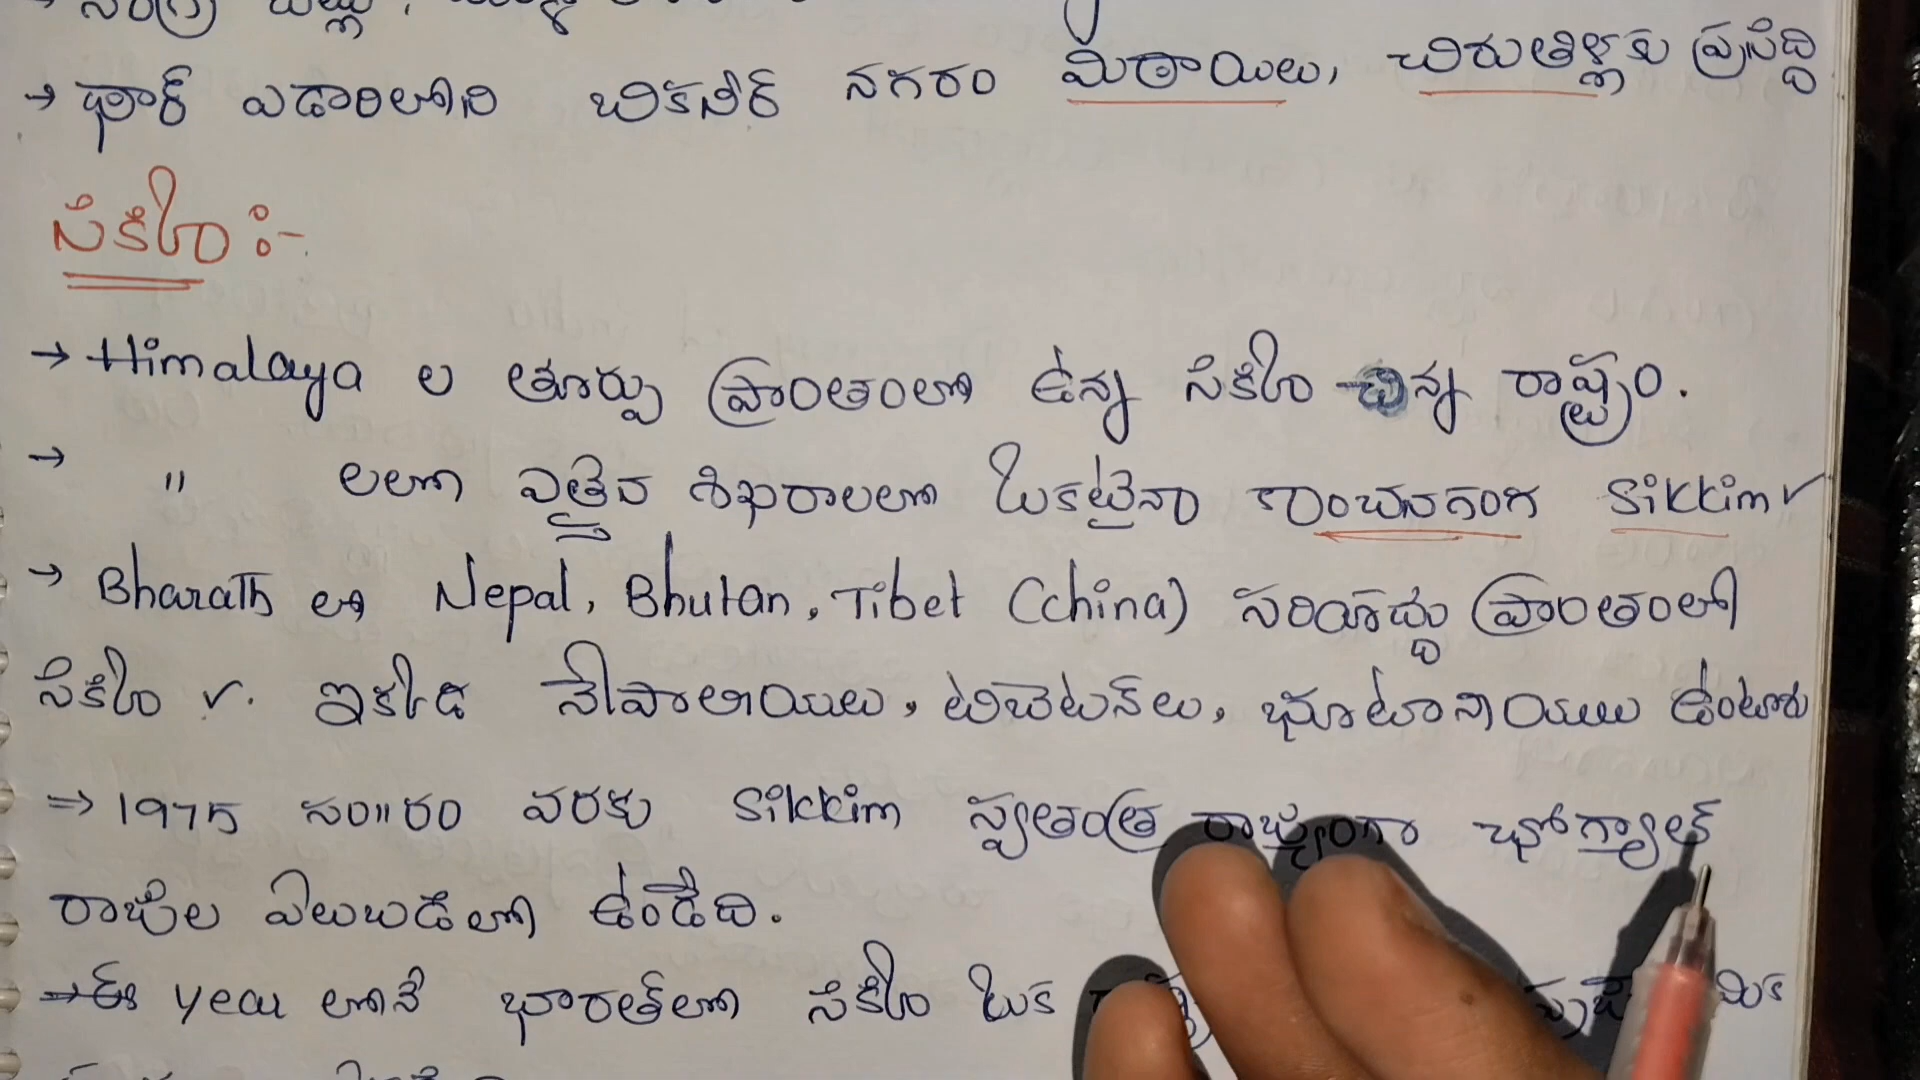 → థార్ ఎడారిలోని బికనీర్ నగరం మిఠాయిలు, చిరుతిళ్లకు ప్రసిద్ధి
సిక్కిం :-
→ Himalaya ల తూర్పు ప్రాంతంలో ఉన్న సిక్కిం చిన్న రాష్ట్రం.
→ " లలో ఎత్తైన శిఖరాలలో ఒకటైనా కాంచనగంగ Sikkim ✓
→ Bharath లో Nepal, Bhutan, Tibet (china) సరిహద్దు ప్రాంతంలో
సిక్కిం ✓. ఇక్కడ నేపాలీయులు, టిబెటన్‌లు, భూటానీయులు ఉంటారు
⇒ 1975 సం॥రం వరకు Sikkim స్వతంత్ర రాజ్యంగా ఛోగ్యాల్
రాజుల ఏలుబడిలో ఉండేది.
→ ఈ year లోనే భారత్‌లో సిక్కిం ఒక